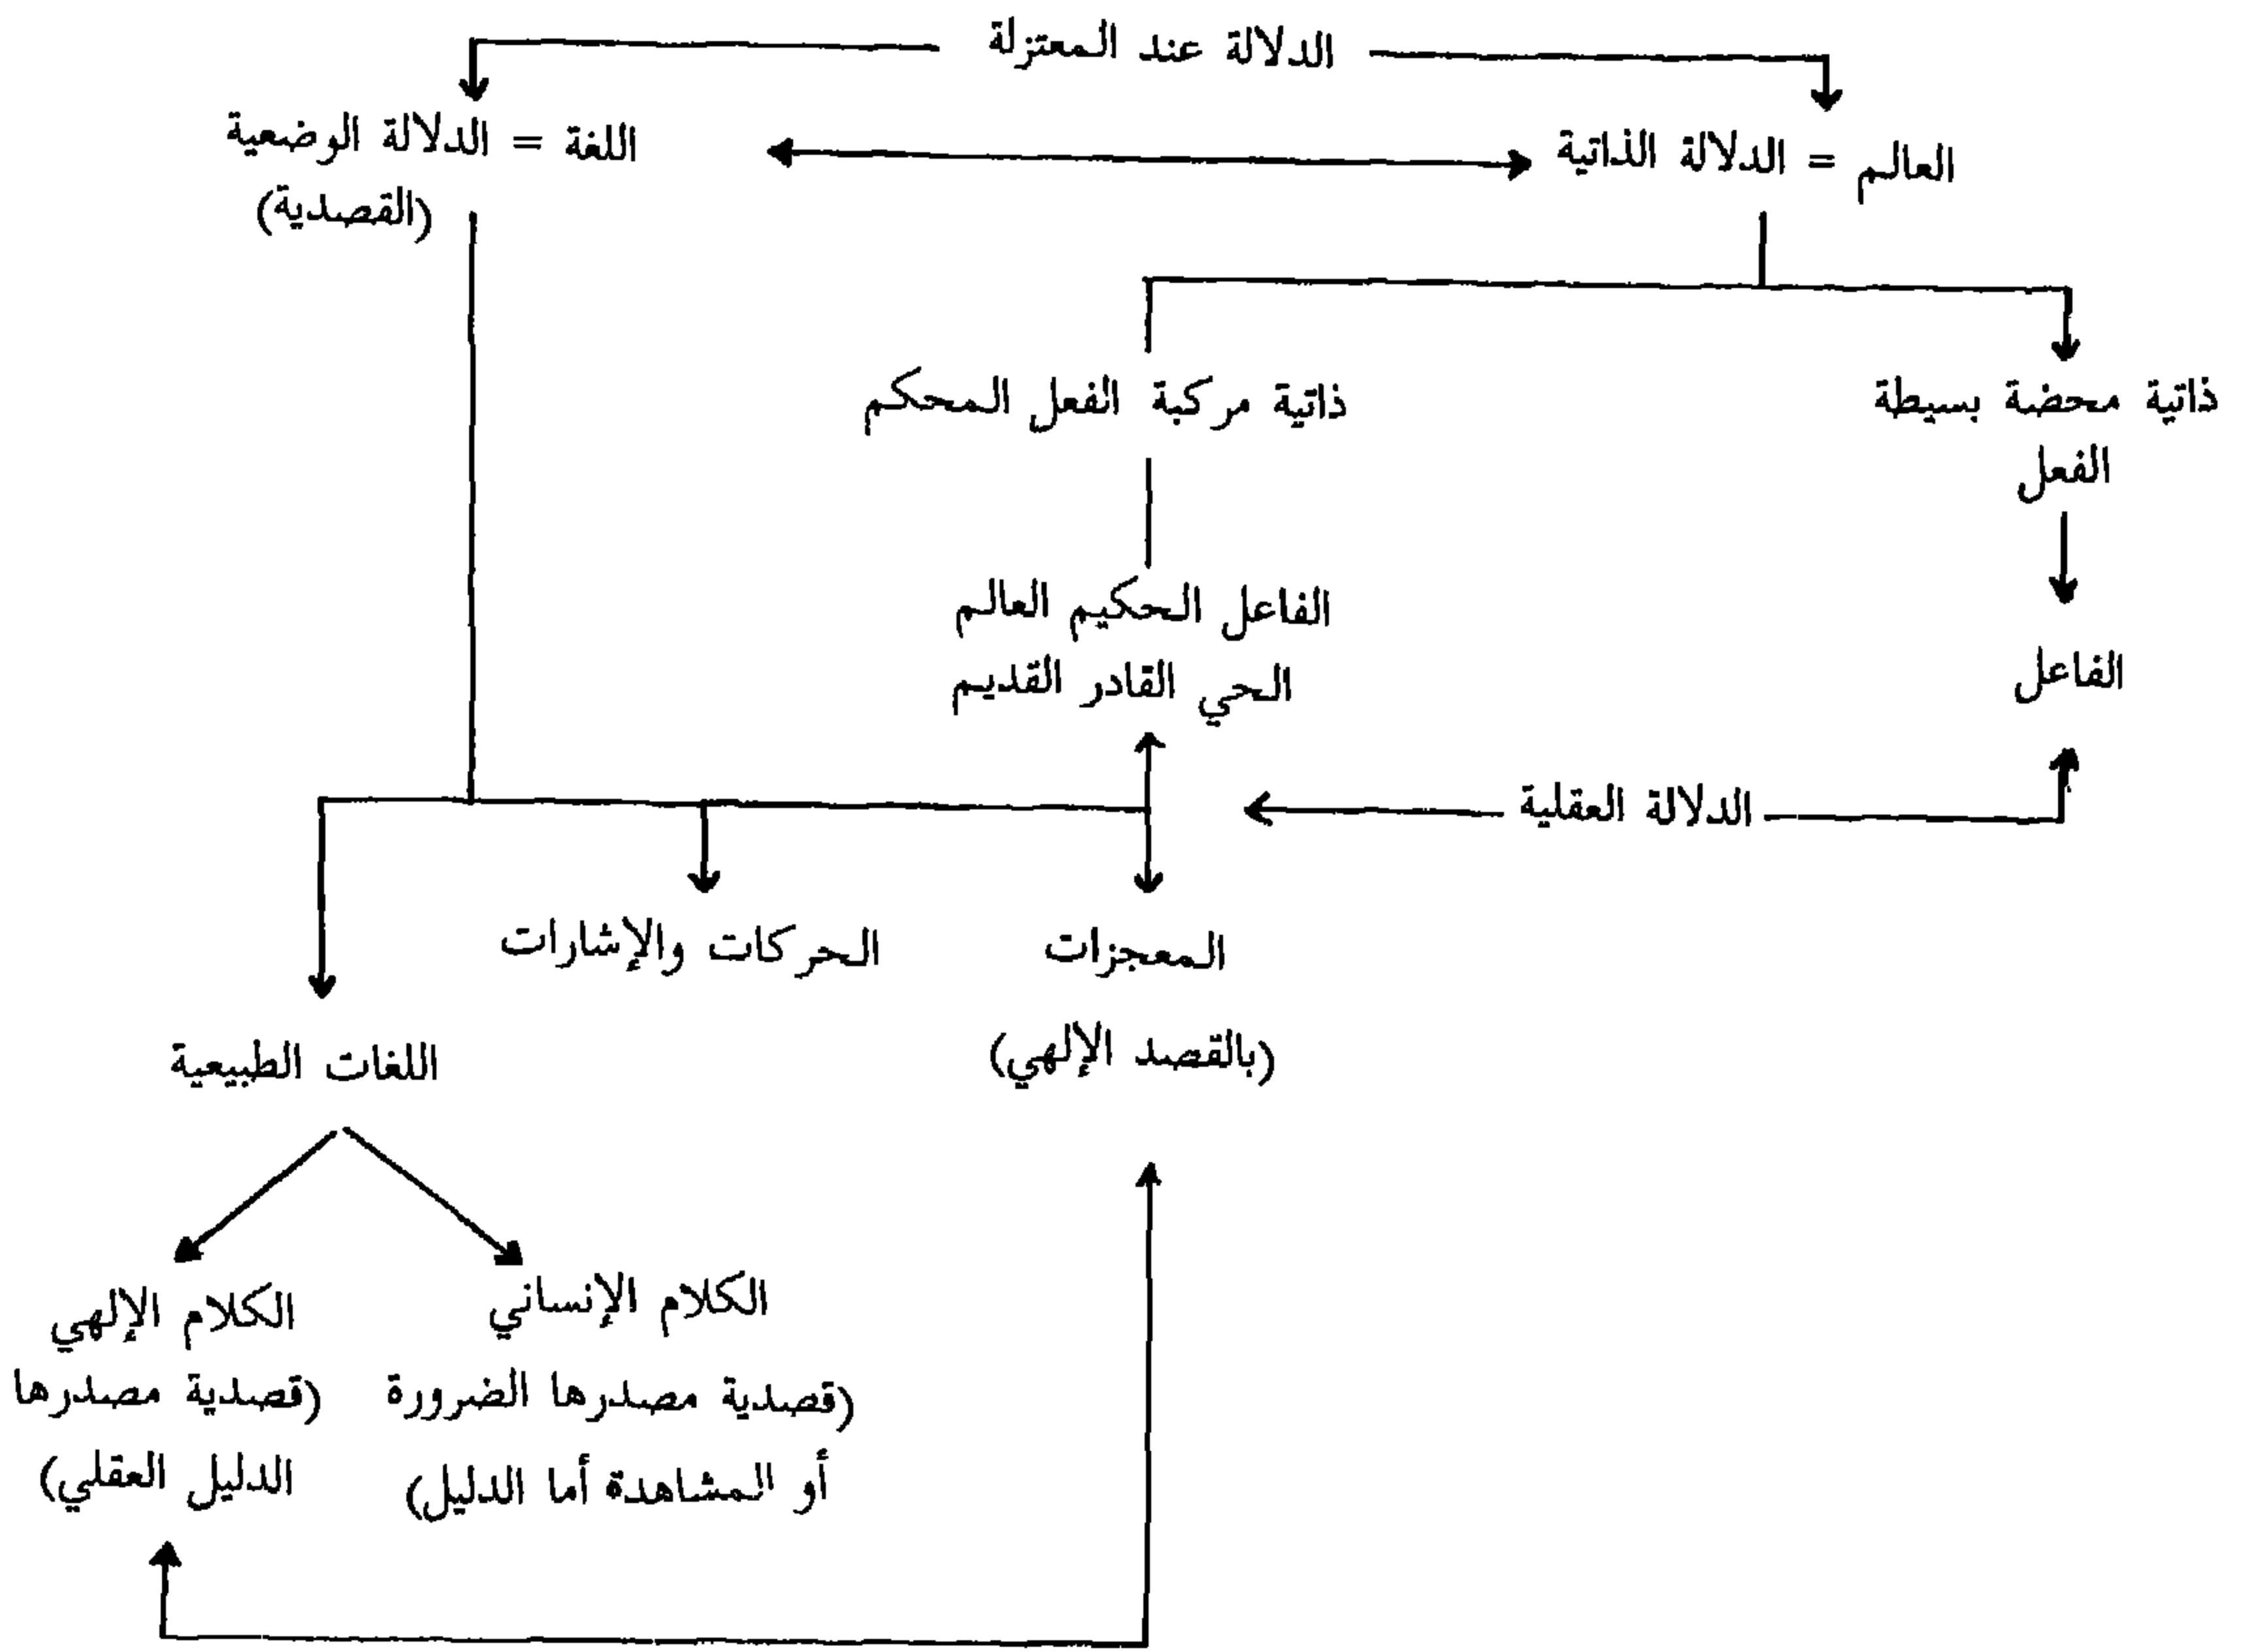 الدلالة عند المعتزلة
العالم = الدلالة الذاتية
اللغة = الدلالة الوضعية
(القصدية)
ذاتية محضة بسيطة
الفعل
ذاتية مركبة الفعل المحكم
الفاعل الحكيم العالم
الحي القادر القديم
الفاعل
الدلالة العقلية
المعجزات
(بالقصد الإلهي)
الحركات والإشارات
اللغات الطبيعية
الكلام الإنساني
(قصدية مصدرها الضرورة
أو المشاهدة أما الدليل)
الكلام الإلهي
(قصدية مصدرها
الدليل العقلي)